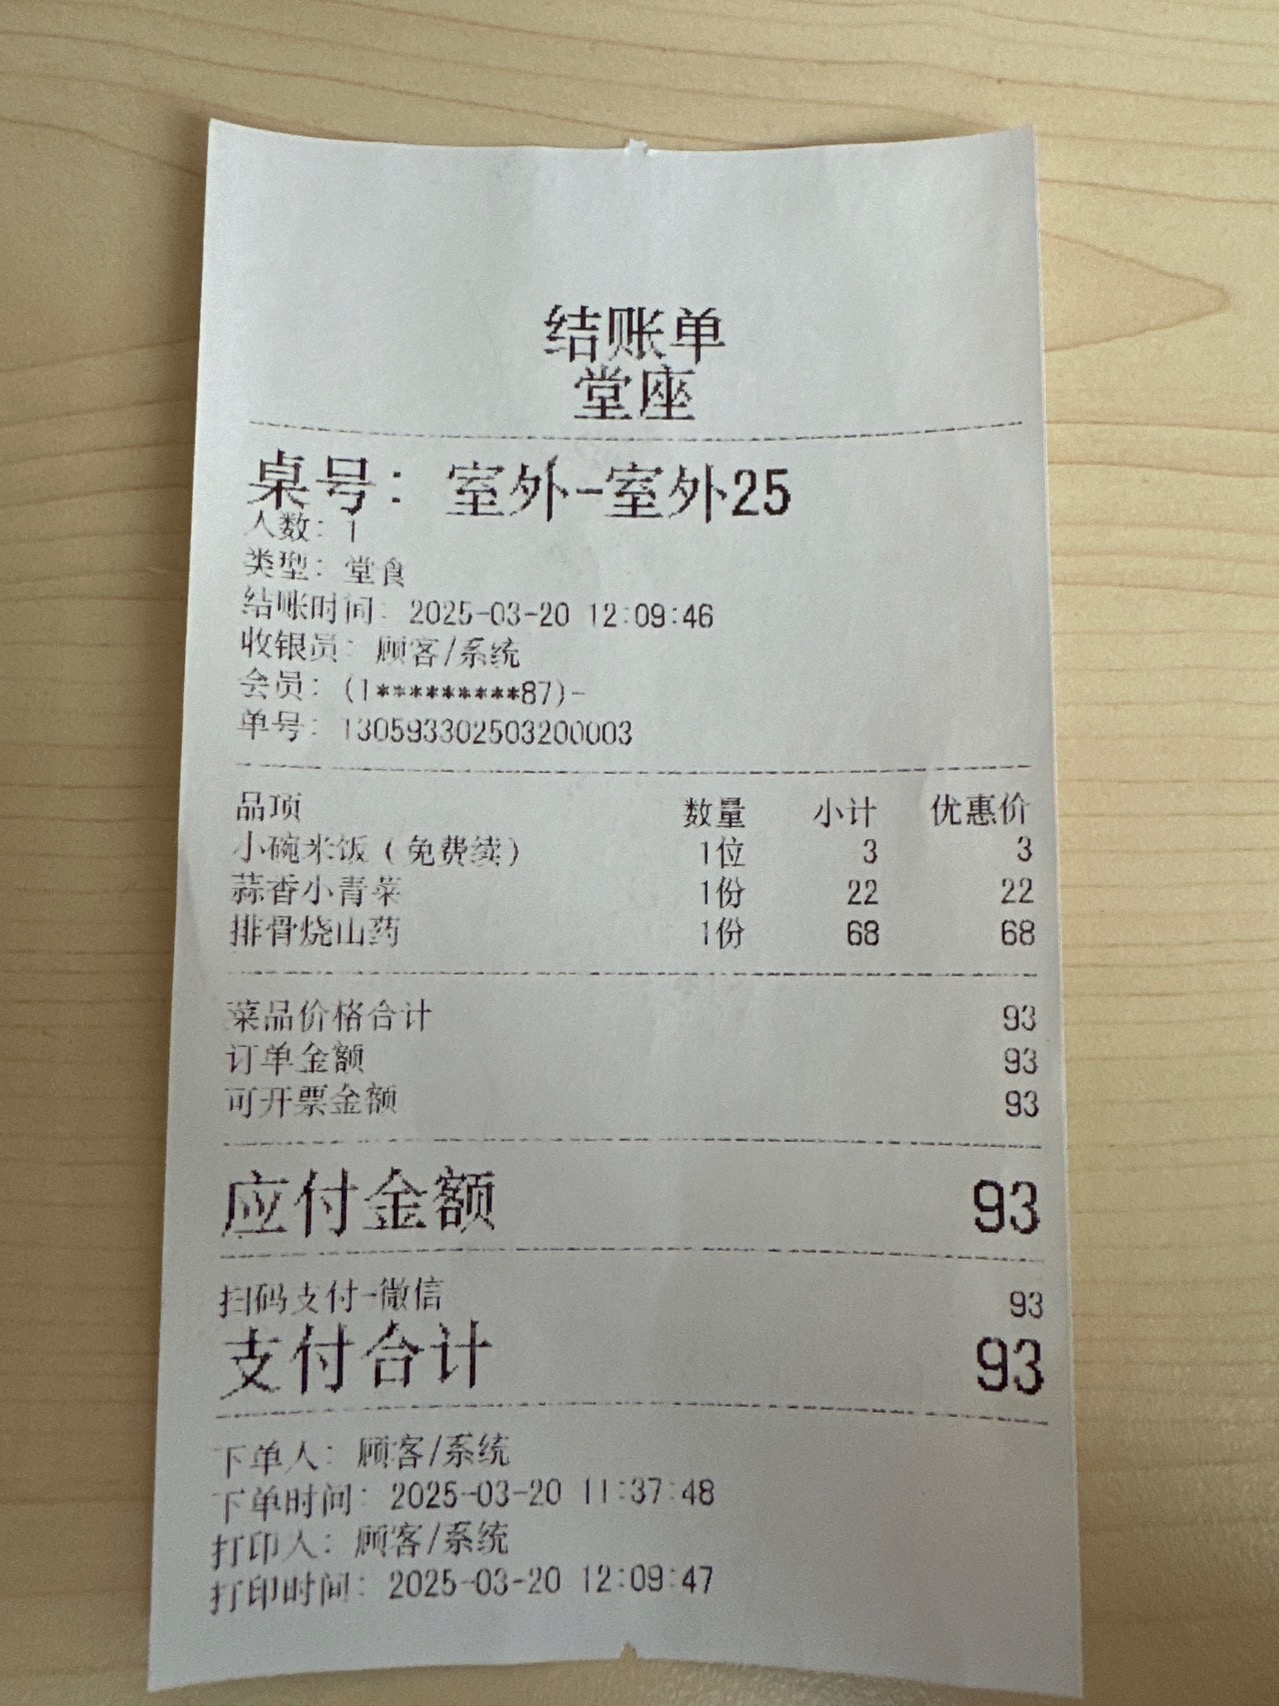 结账单
堂座
桌号: 室外-室外25
人数: 1
类型: 堂食
结账时间: 2025-03-20 12:09:46
收银员: 顾客/系统
会员: (1*********87)-
单号: 130593302503200003
品项 数量 小计 优惠价
小碗米饭(免费续) 1位 3 3
蒜香小青菜 1份 22 22
排骨烧山药 1份 68 68
菜品价格合计 93
订单金额 93
可开票金额 93
应付金额 93
扫码支付-微信 93
支付合计 93
下单人: 顾客/系统
下单时间: 2025-03-20 11:37:48
打印人: 顾客/系统
打印时间: 2025-03-20 12:09:47